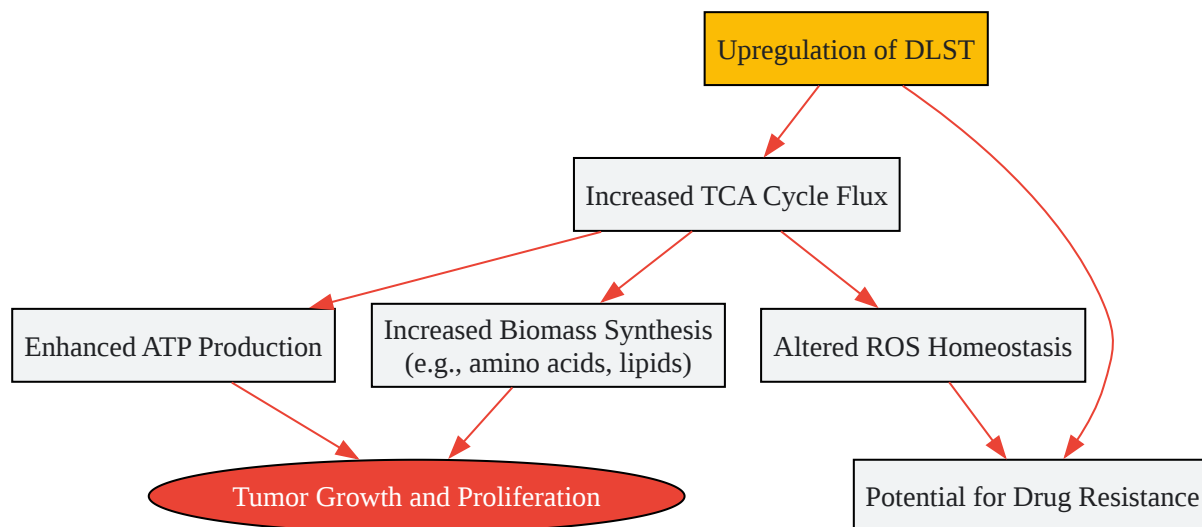 Upregulation of DLST
Increased TCA Cycle Flux
Enhanced ATP Production
Increased Biomass Synthesis
(e.g., amino acids, lipids)
Altered ROS Homeostasis
Tumor Growth and Proliferation
Potential for Drug Resistance